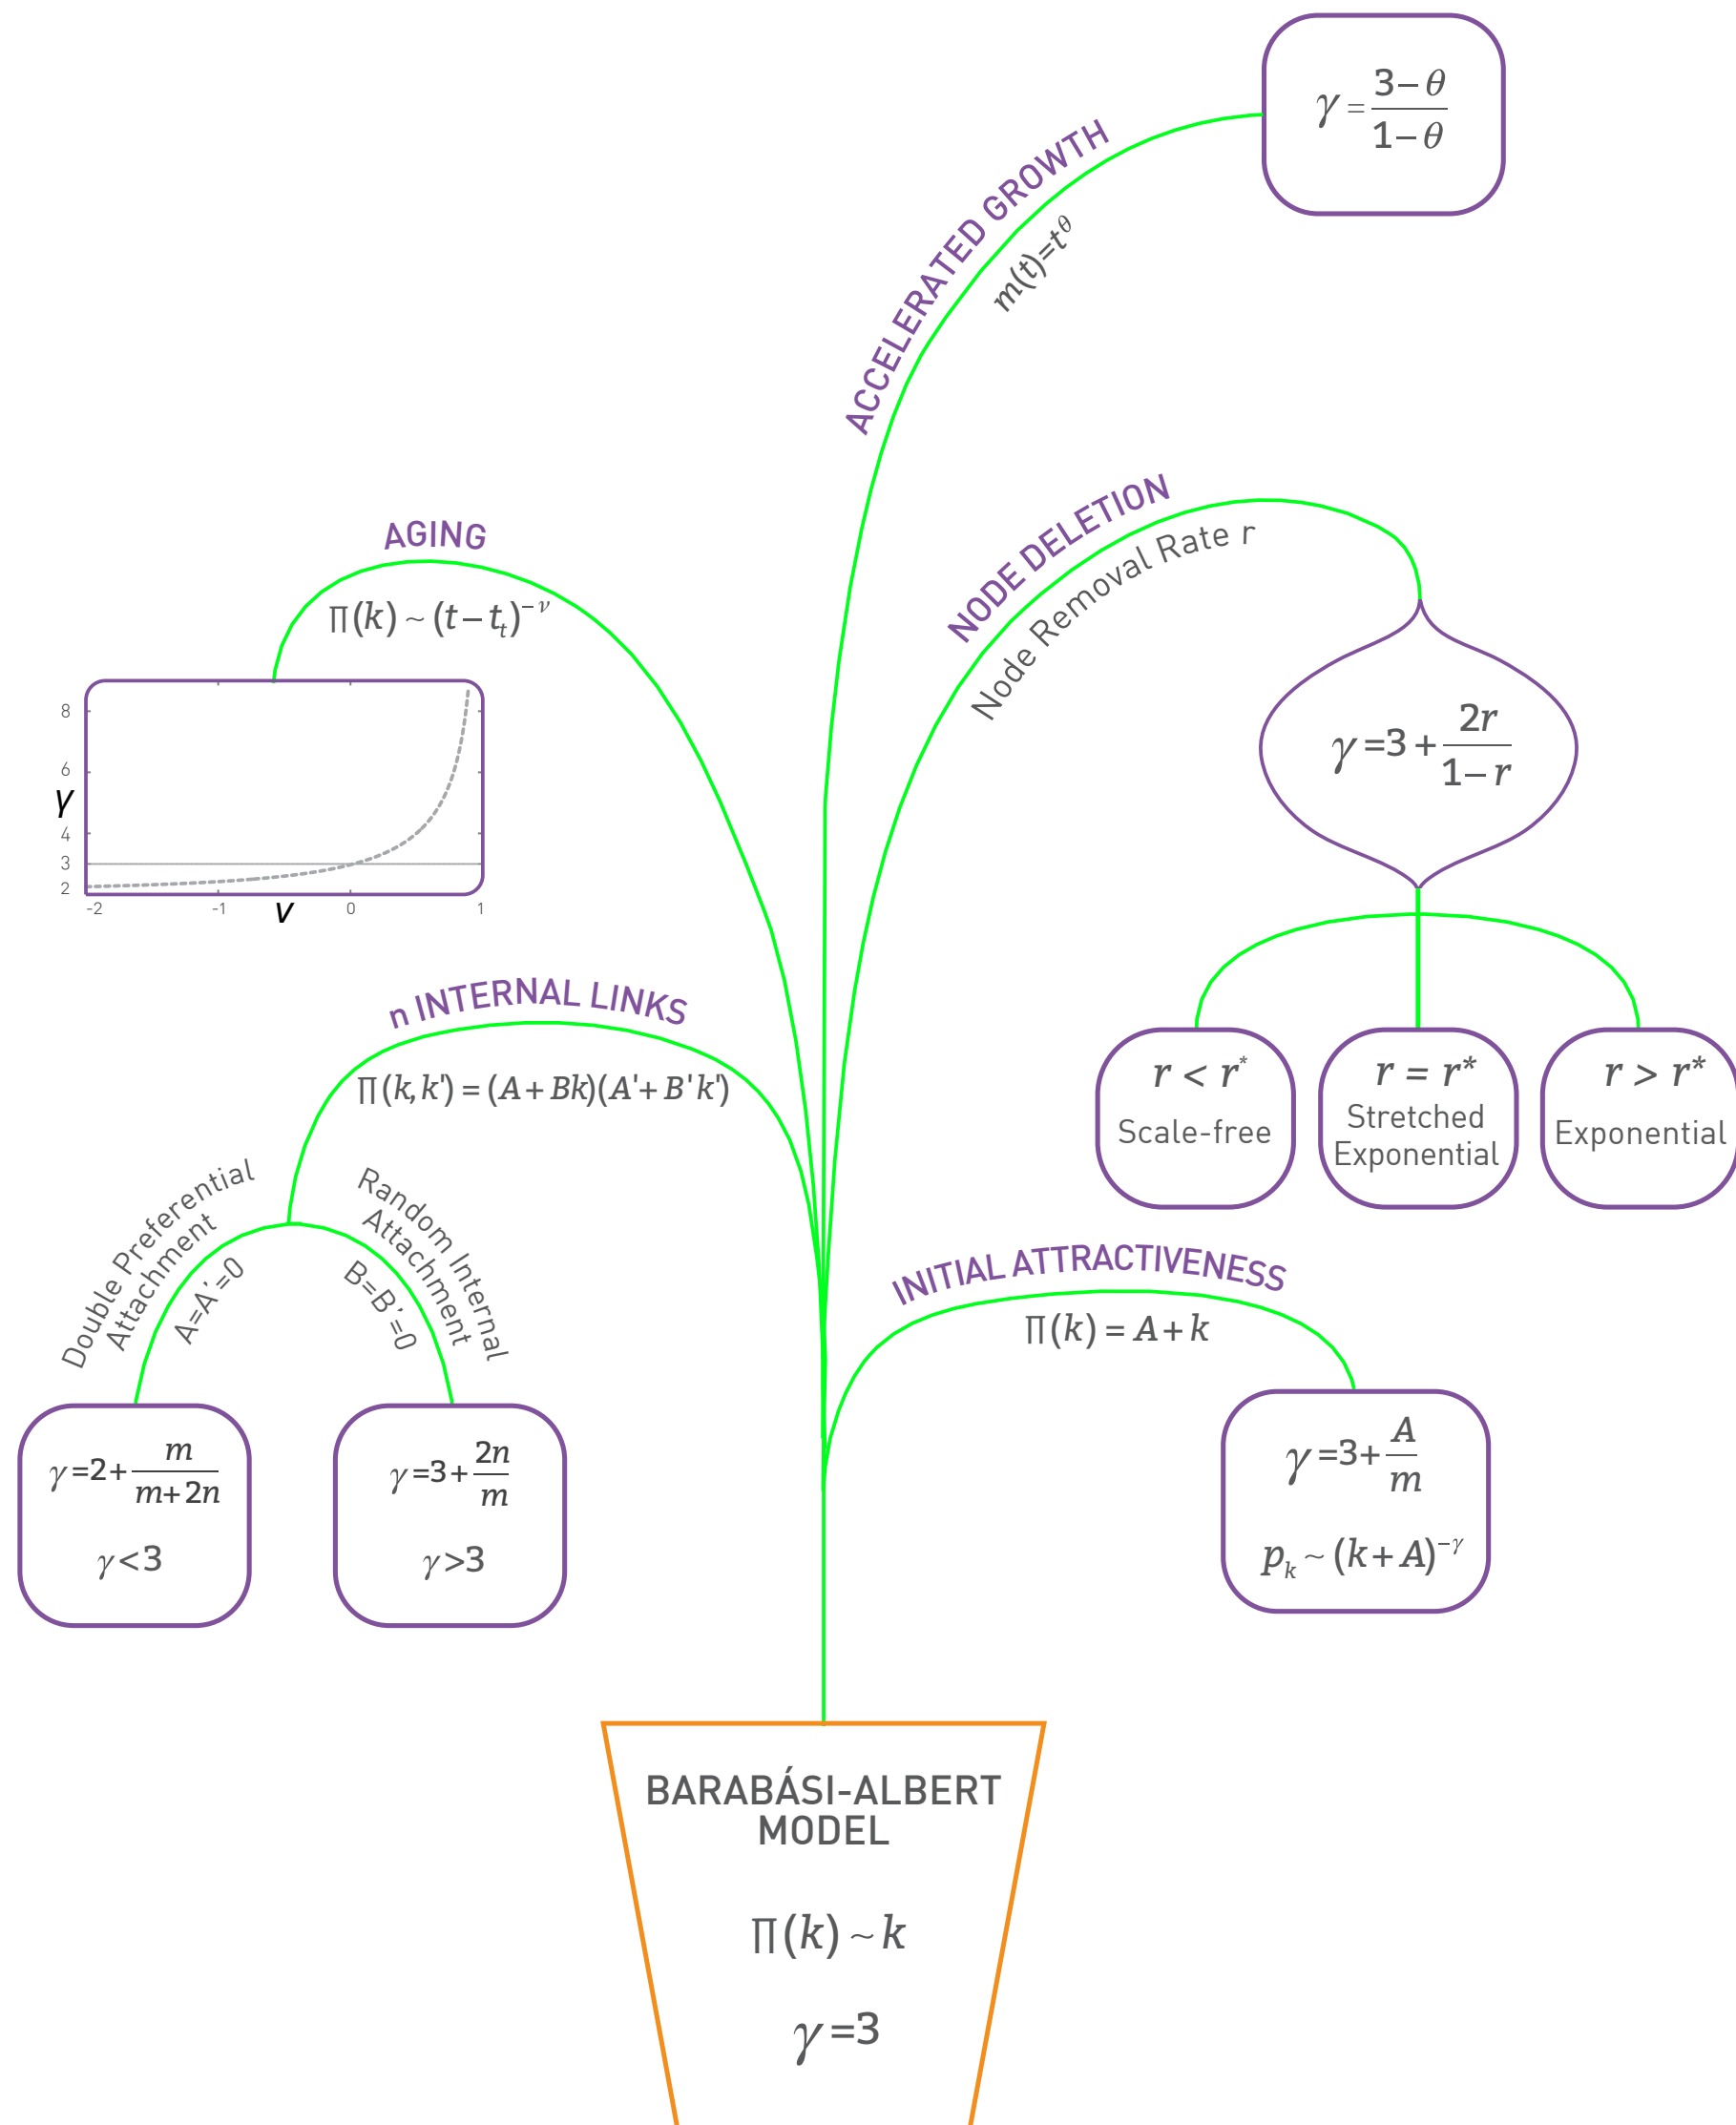 γ = (3−θ)/(1−θ)
ACCELERATED GROWTH
m(t)=t^θ
NODE DELETION
Node Removal Rate r
γ=3+2r/(1−r)
r < r*
Scale-free
r = r*
Stretched
Exponential
r > r*
Exponential
AGING
∏(k) ~ (t−t_t)^−ν
8
6
γ
4
3
2
-2
-1
ν
0
1
n INTERNAL LINKS
∏(k,k') = (A+Bk)(A'+B'k')
Double Preferential
Attachment
A=A'=0
Random Internal
Attachment
B=B'=0
γ=2+m/(m+2n)
γ<3
γ=3+2n/m
γ>3
INITIAL ATTRACTIVENESS
∏(k) = A+k
γ=3+A/m
p_k ~ (k+A)^−γ
BARABÁSI-ALBERT
MODEL
∏(k) ~ k
γ=3